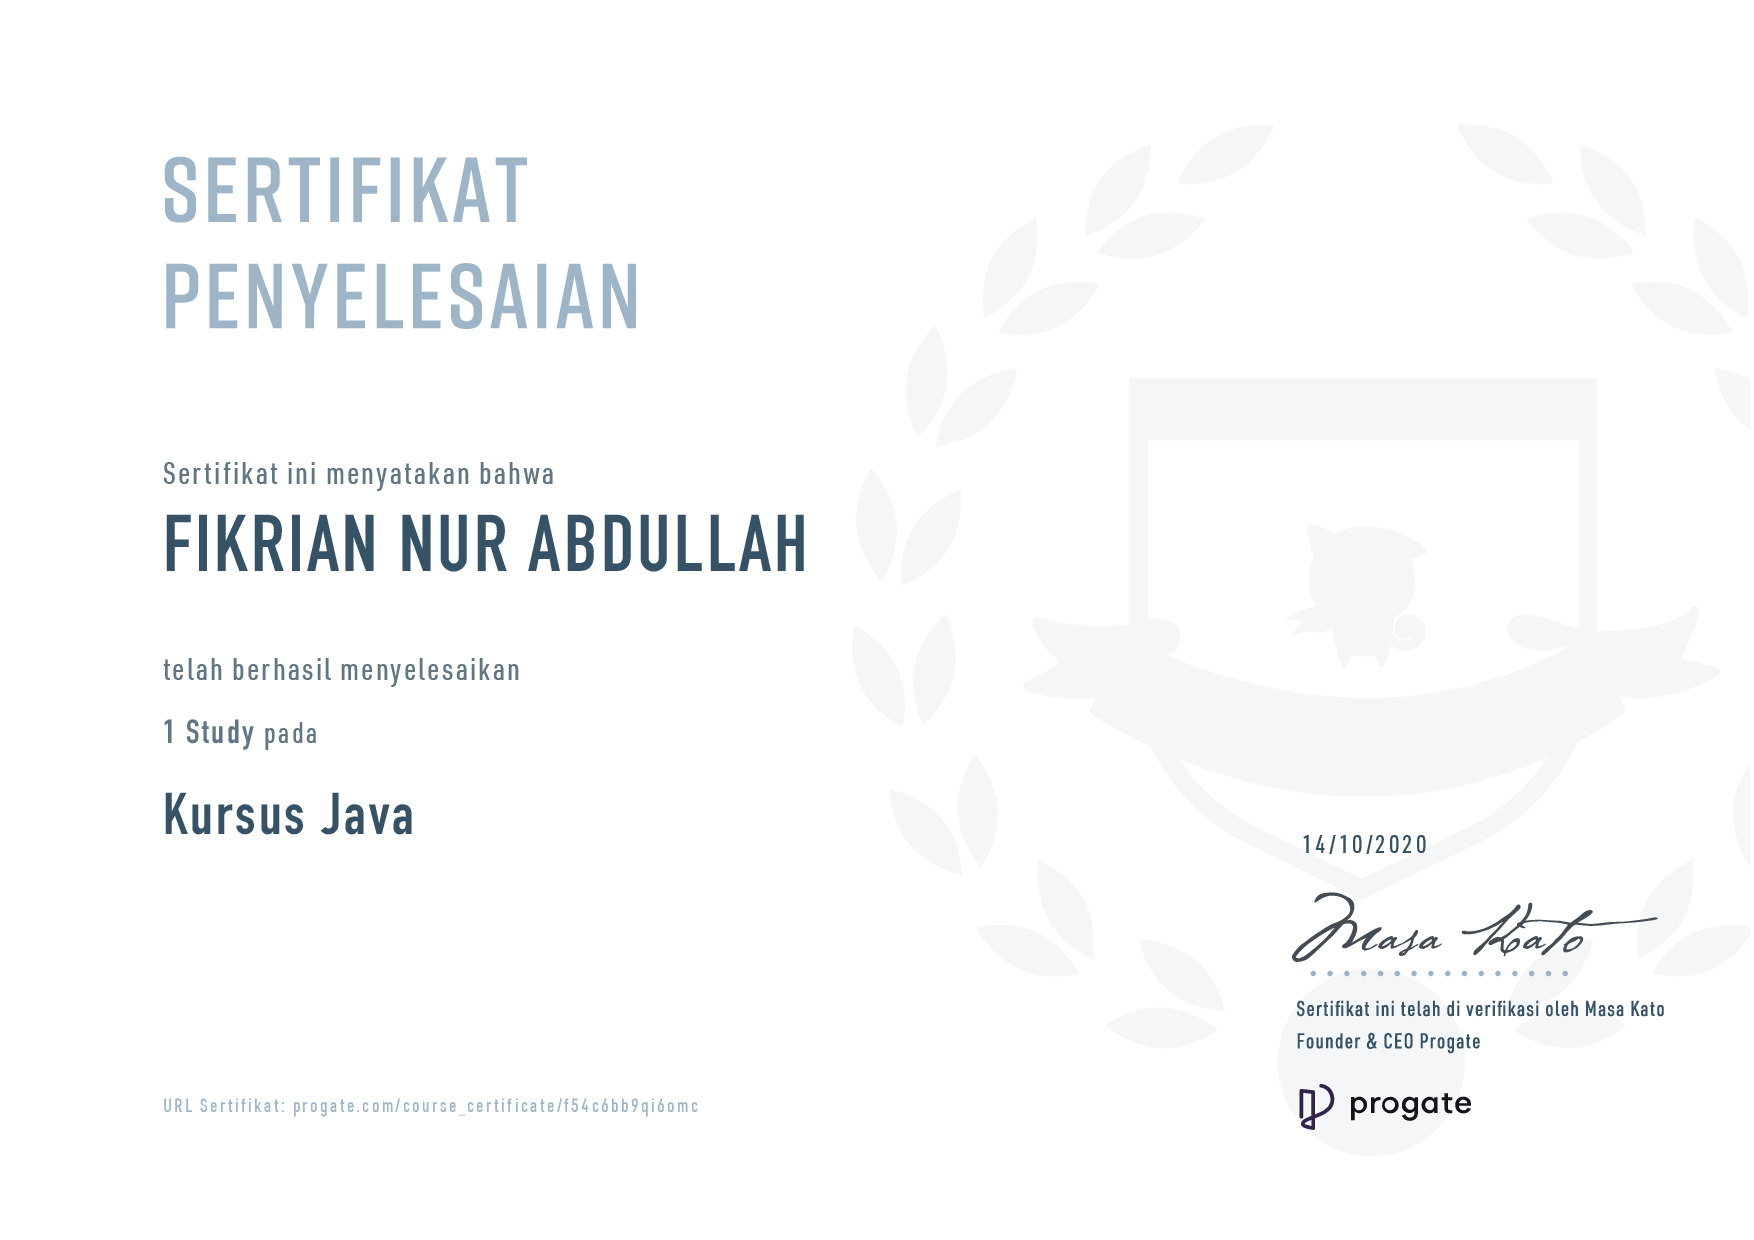 SERTIFIKAT
PENYELESAIAN
Sertifikat ini menyatakan bahwa
FIKRIAN NUR ABDULLAH
telah berhasil menyelesaikan
1 Study pada
Kursus Java
14/10/2020
Masa Kato
Sertifikat ini telah di verifikasi oleh Masa Kato
Founder & CEO Progate
progate
URL Sertifikat: progate.com/course_certificate/f54c6bb9qi6omc